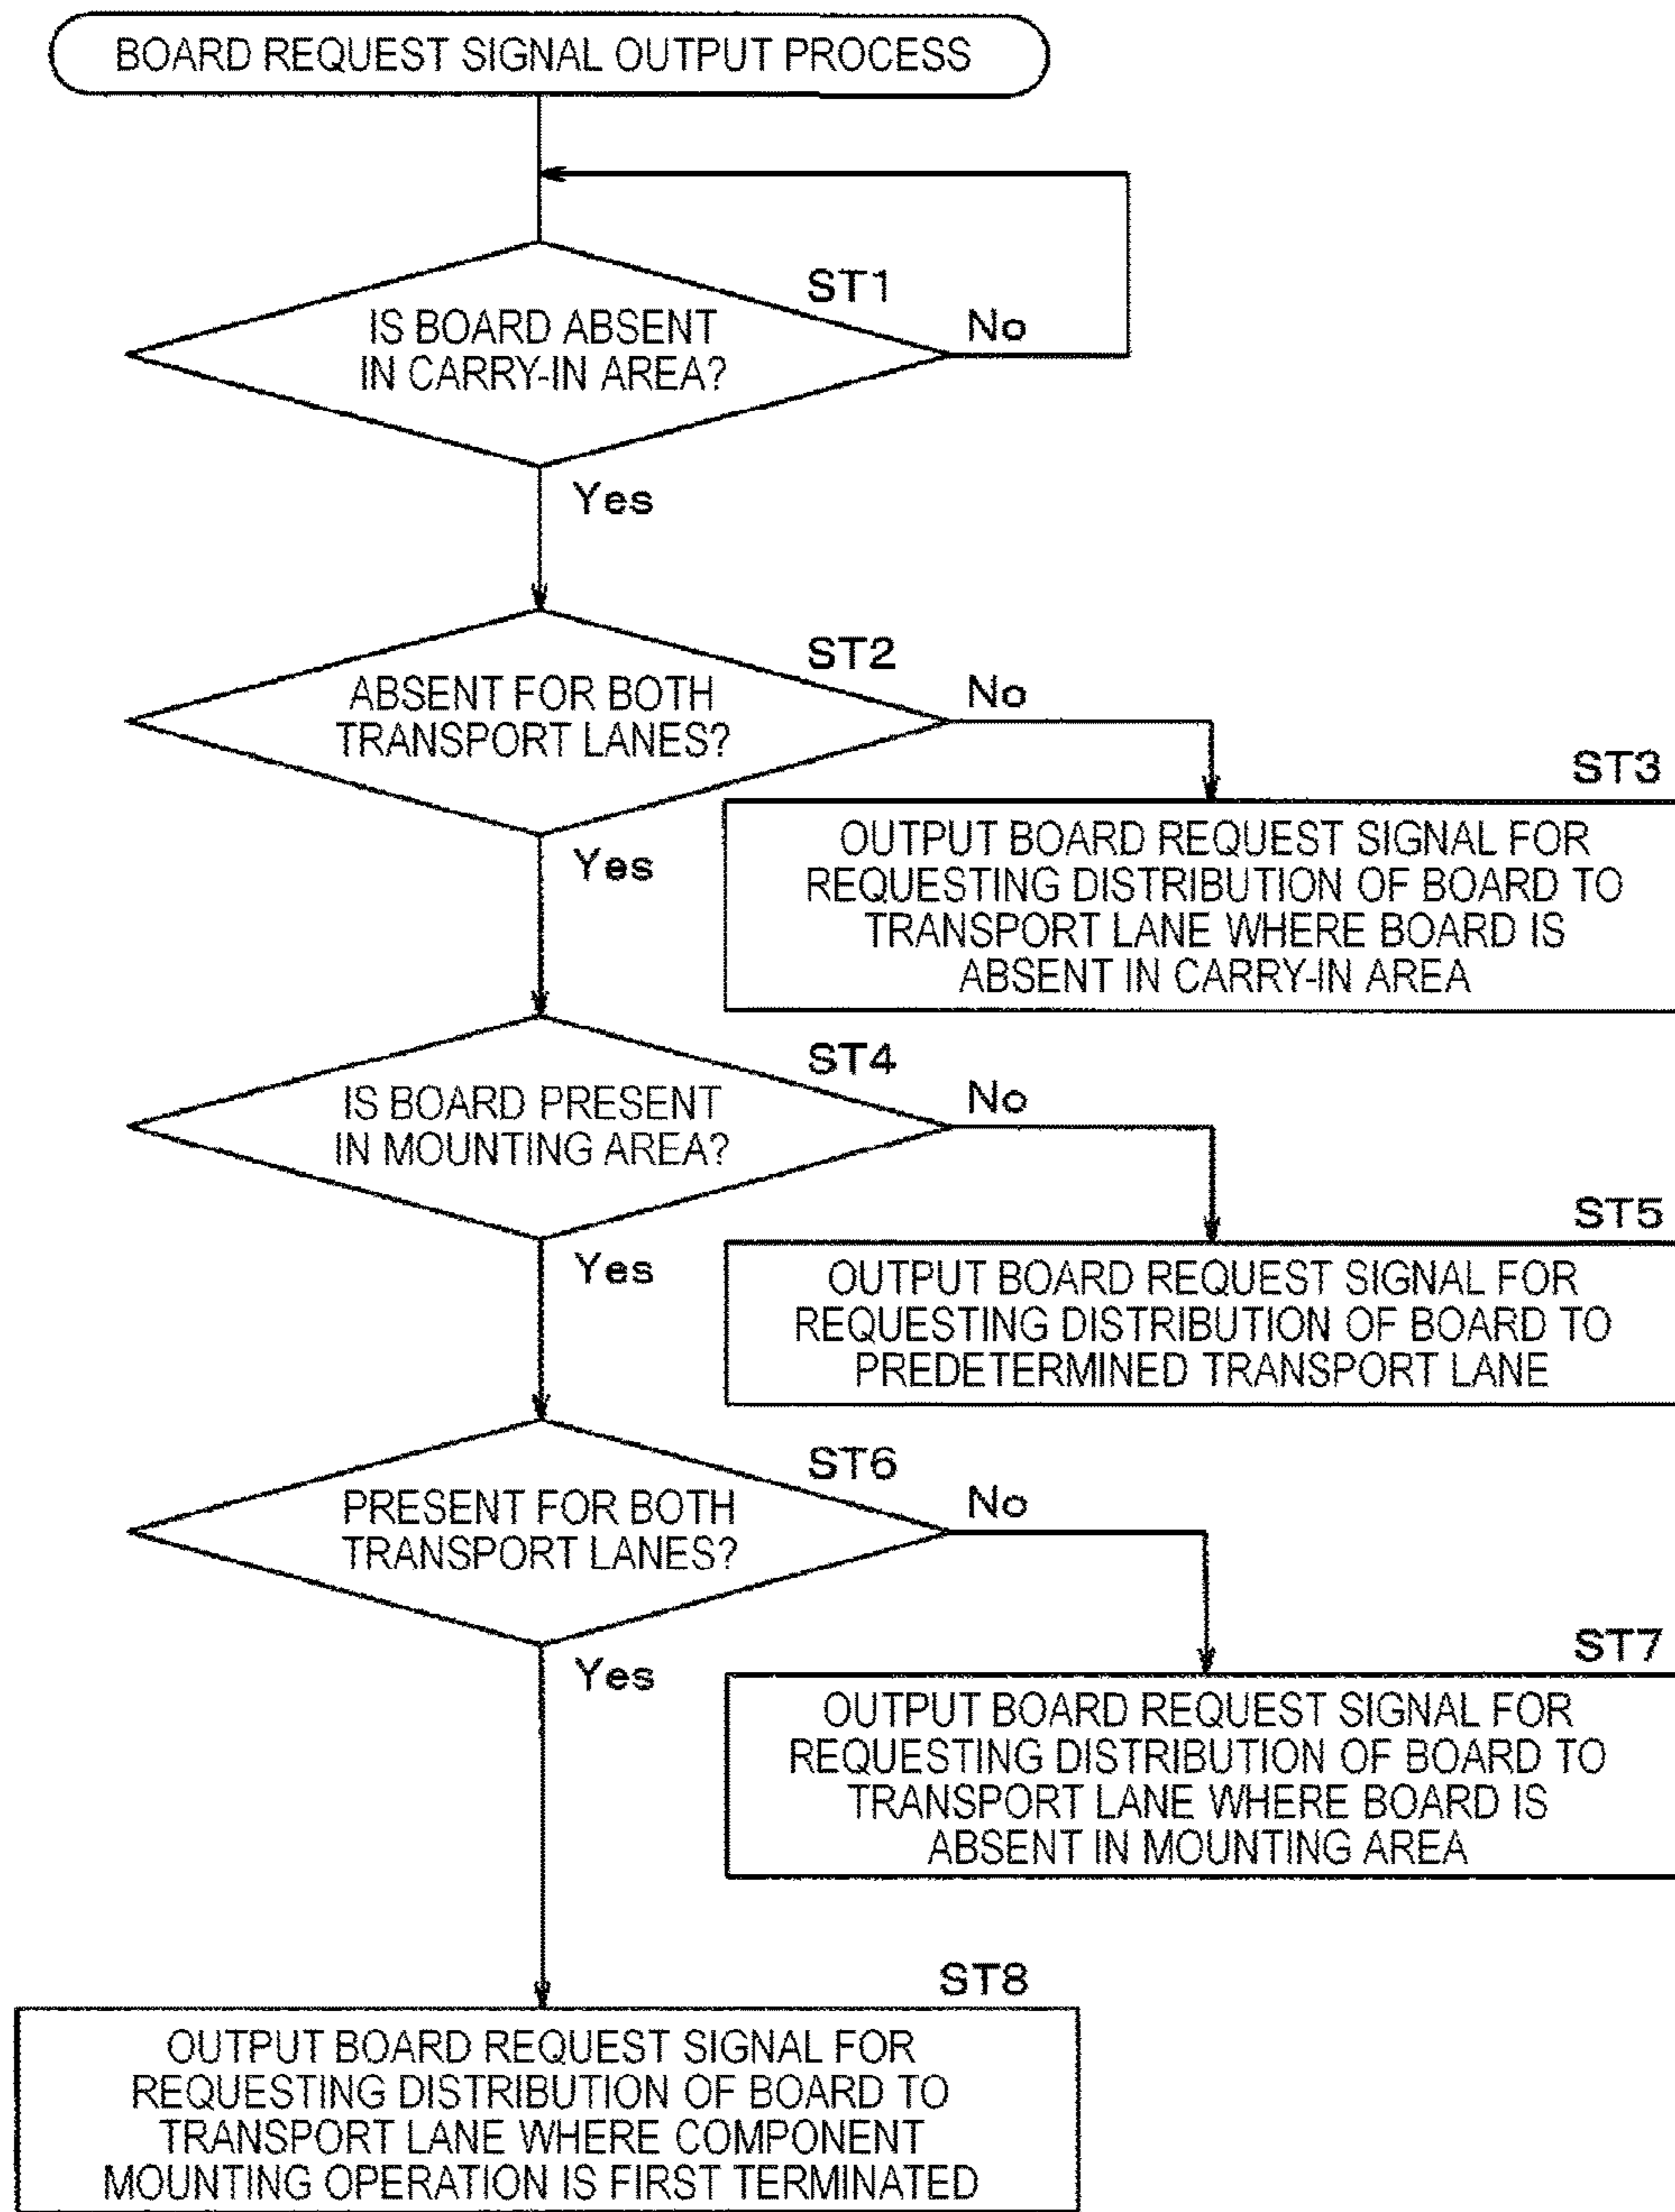 BOARD REQUEST SIGNAL OUTPUT PROCESS
ST1
IS BOARD ABSENT
IN CARRY-IN AREA?
No
Yes
ST2
ABSENT FOR BOTH
TRANSPORT LANES?
No
Yes
ST3
OUTPUT BOARD REQUEST SIGNAL FOR
REQUESTING DISTRIBUTION OF BOARD TO
TRANSPORT LANE WHERE BOARD IS
ABSENT IN CARRY-IN AREA
ST4
IS BOARD PRESENT
IN MOUNTING AREA?
No
Yes
ST5
OUTPUT BOARD REQUEST SIGNAL FOR
REQUESTING DISTRIBUTION OF BOARD TO
PREDETERMINED TRANSPORT LANE
ST6
PRESENT FOR BOTH
TRANSPORT LANES?
No
Yes
ST7
OUTPUT BOARD REQUEST SIGNAL FOR
REQUESTING DISTRIBUTION OF BOARD TO
TRANSPORT LANE WHERE BOARD IS
ABSENT IN MOUNTING AREA
ST8
OUTPUT BOARD REQUEST SIGNAL FOR
REQUESTING DISTRIBUTION OF BOARD TO
TRANSPORT LANE WHERE COMPONENT
MOUNTING OPERATION IS FIRST TERMINATED